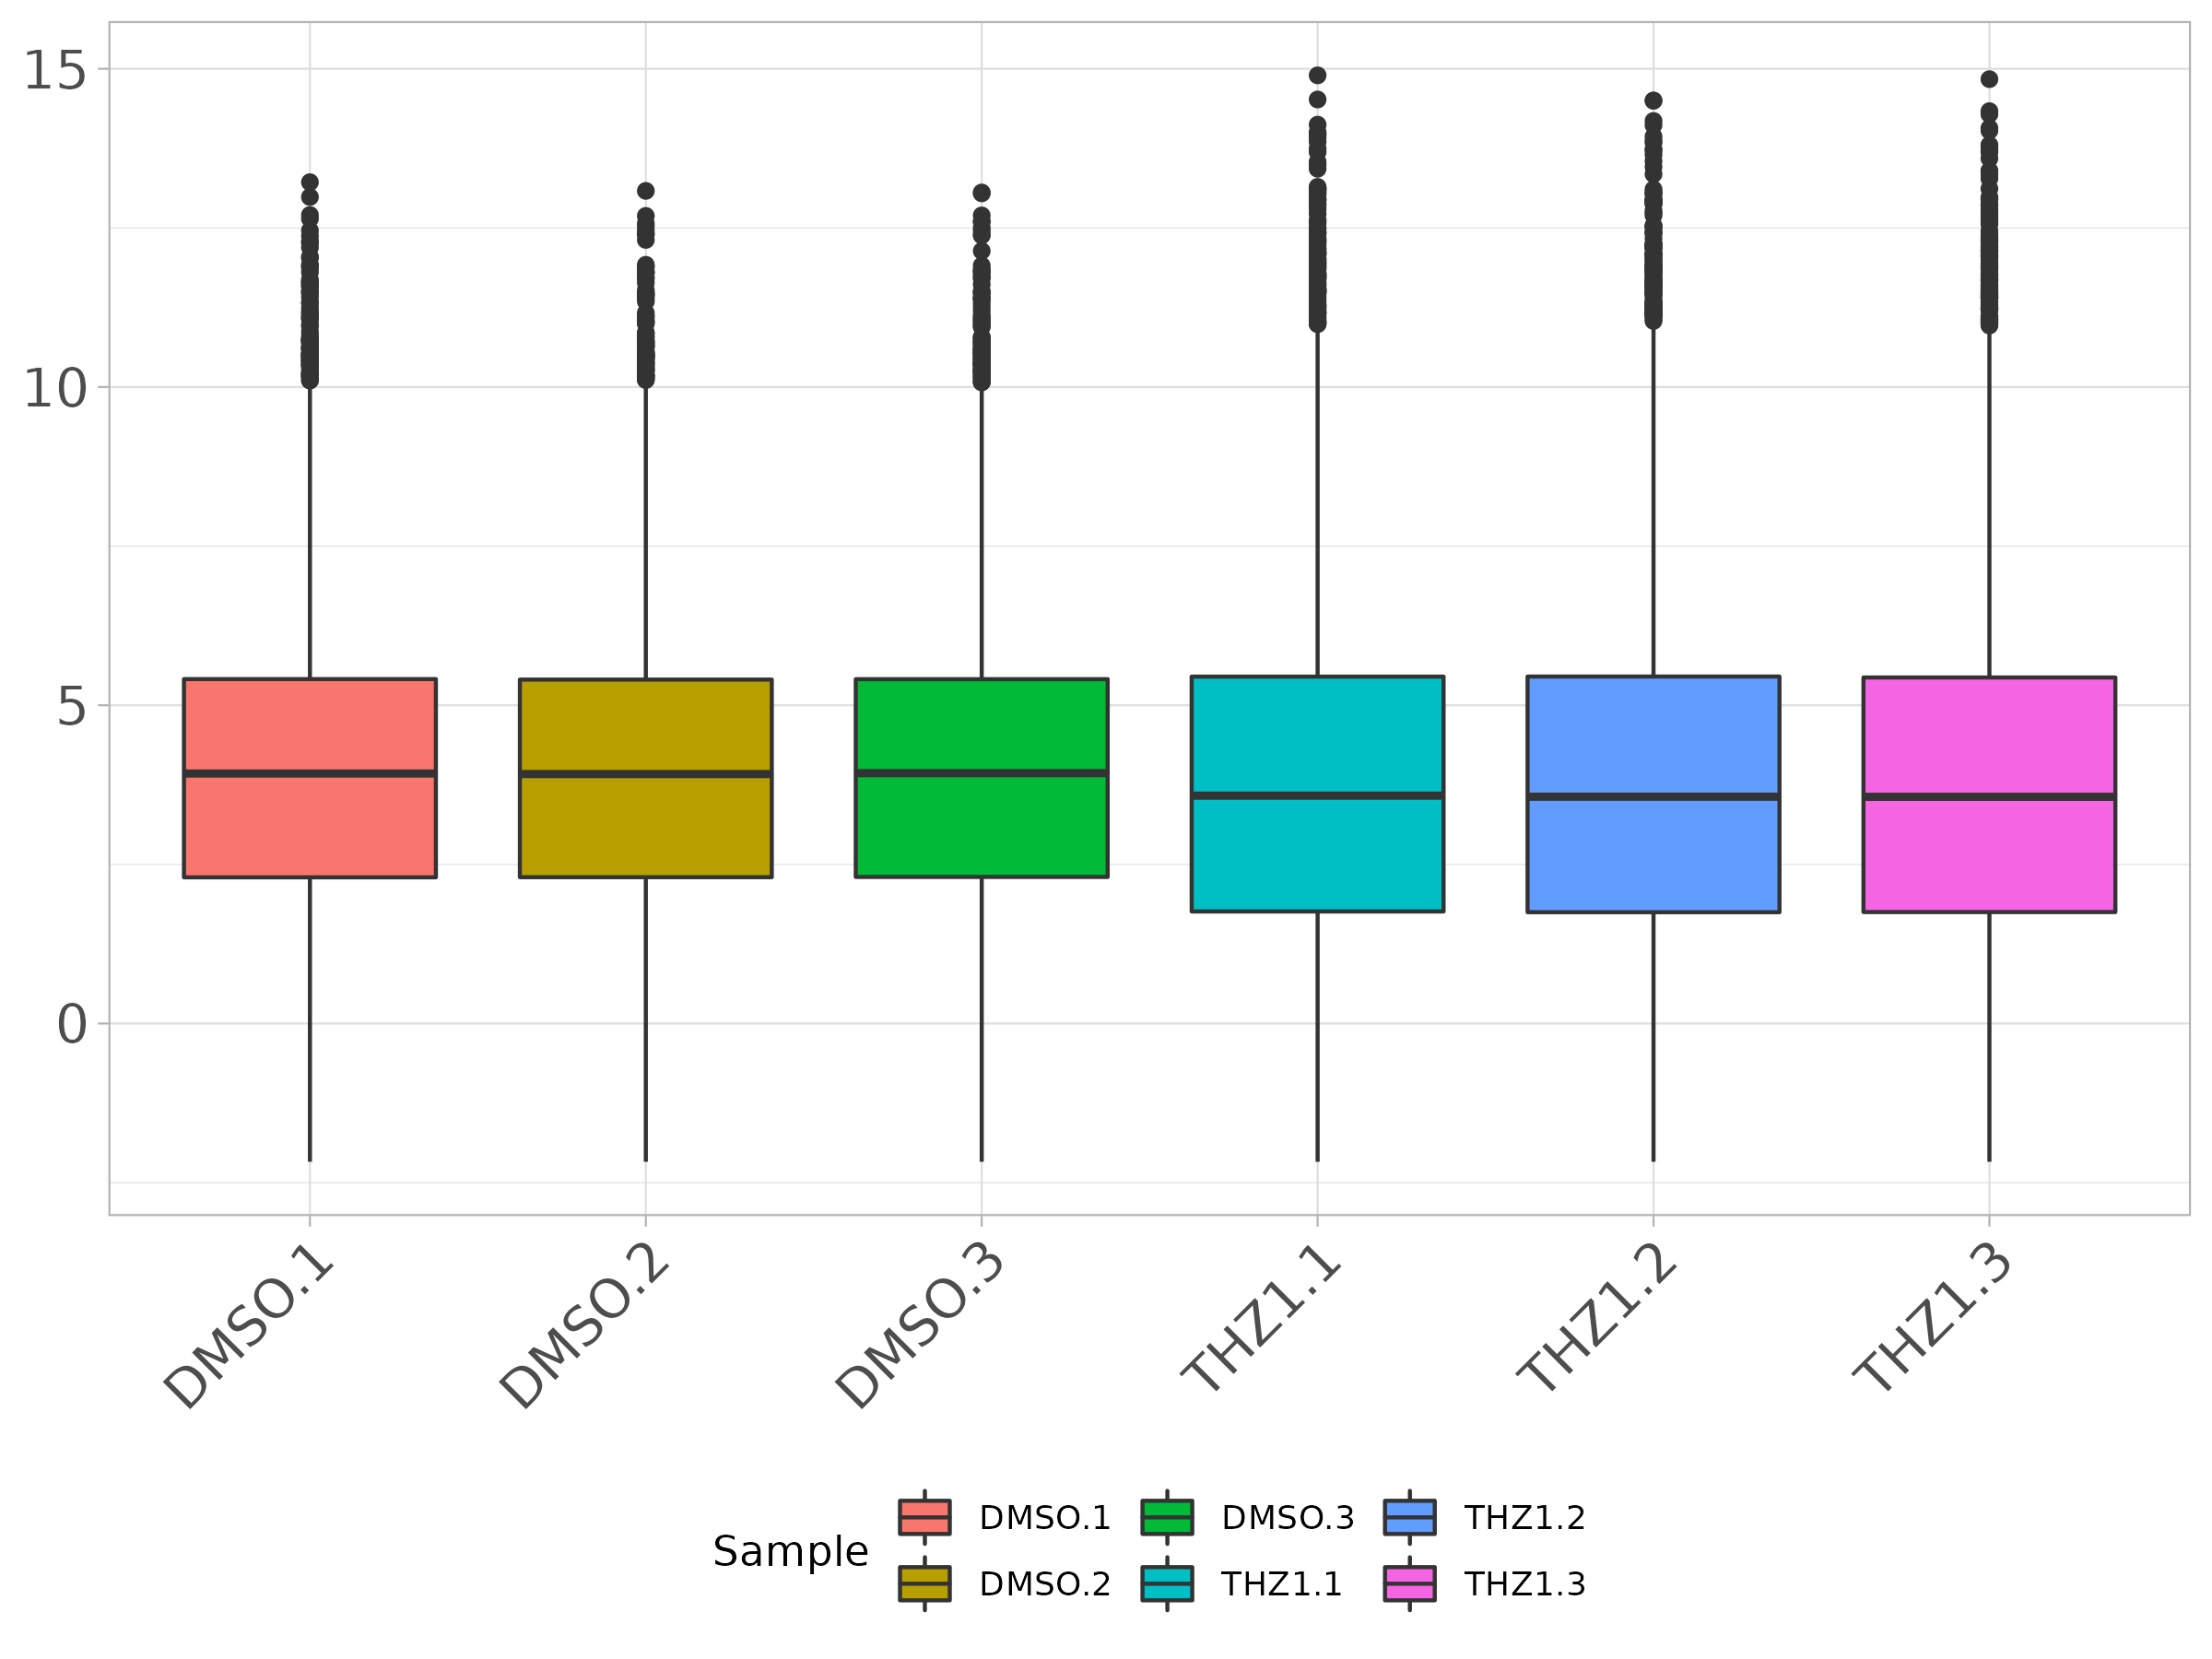 15
10
5
0
DMSO.1
DMSO.2
DMSO.3
THZ1.1
THZ1.2
THZ1.3
Sample
DMSO.1 DMSO.3 THZ1.2
DMSO.2 THZ1.1 THZ1.3